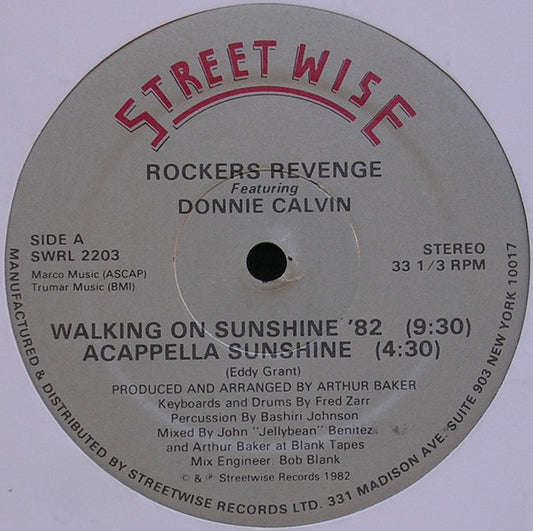 STREETWISE
ROCKERS REVENGE
Featuring
DONNIE CALVIN
SIDE A
SWRL 2203
Marco Music (ASCAP)
Trumar Music (BMI)
STEREO
33 1/3 RPM
WALKING ON SUNSHINE '82 (9:30)
ACAPPELLA SUNSHINE (4:30)
(Eddy Grant)
PRODUCED AND ARRANGED BY ARTHUR BAKER
Keyboards and Drums By Fred Zarr
Percussion By Bashiri Johnson
Mixed By John "Jellybean" Benitez
and Arthur Baker at Blank Tapes
Mix Engineer: Bob Blank
© & ℗ Streetwise Records 1982
MANUFACTURED & DISTRIBUTED BY STREETWISE RECORDS LTD. 331 MADISON AVE. SUITE 903 NEW YORK 10017